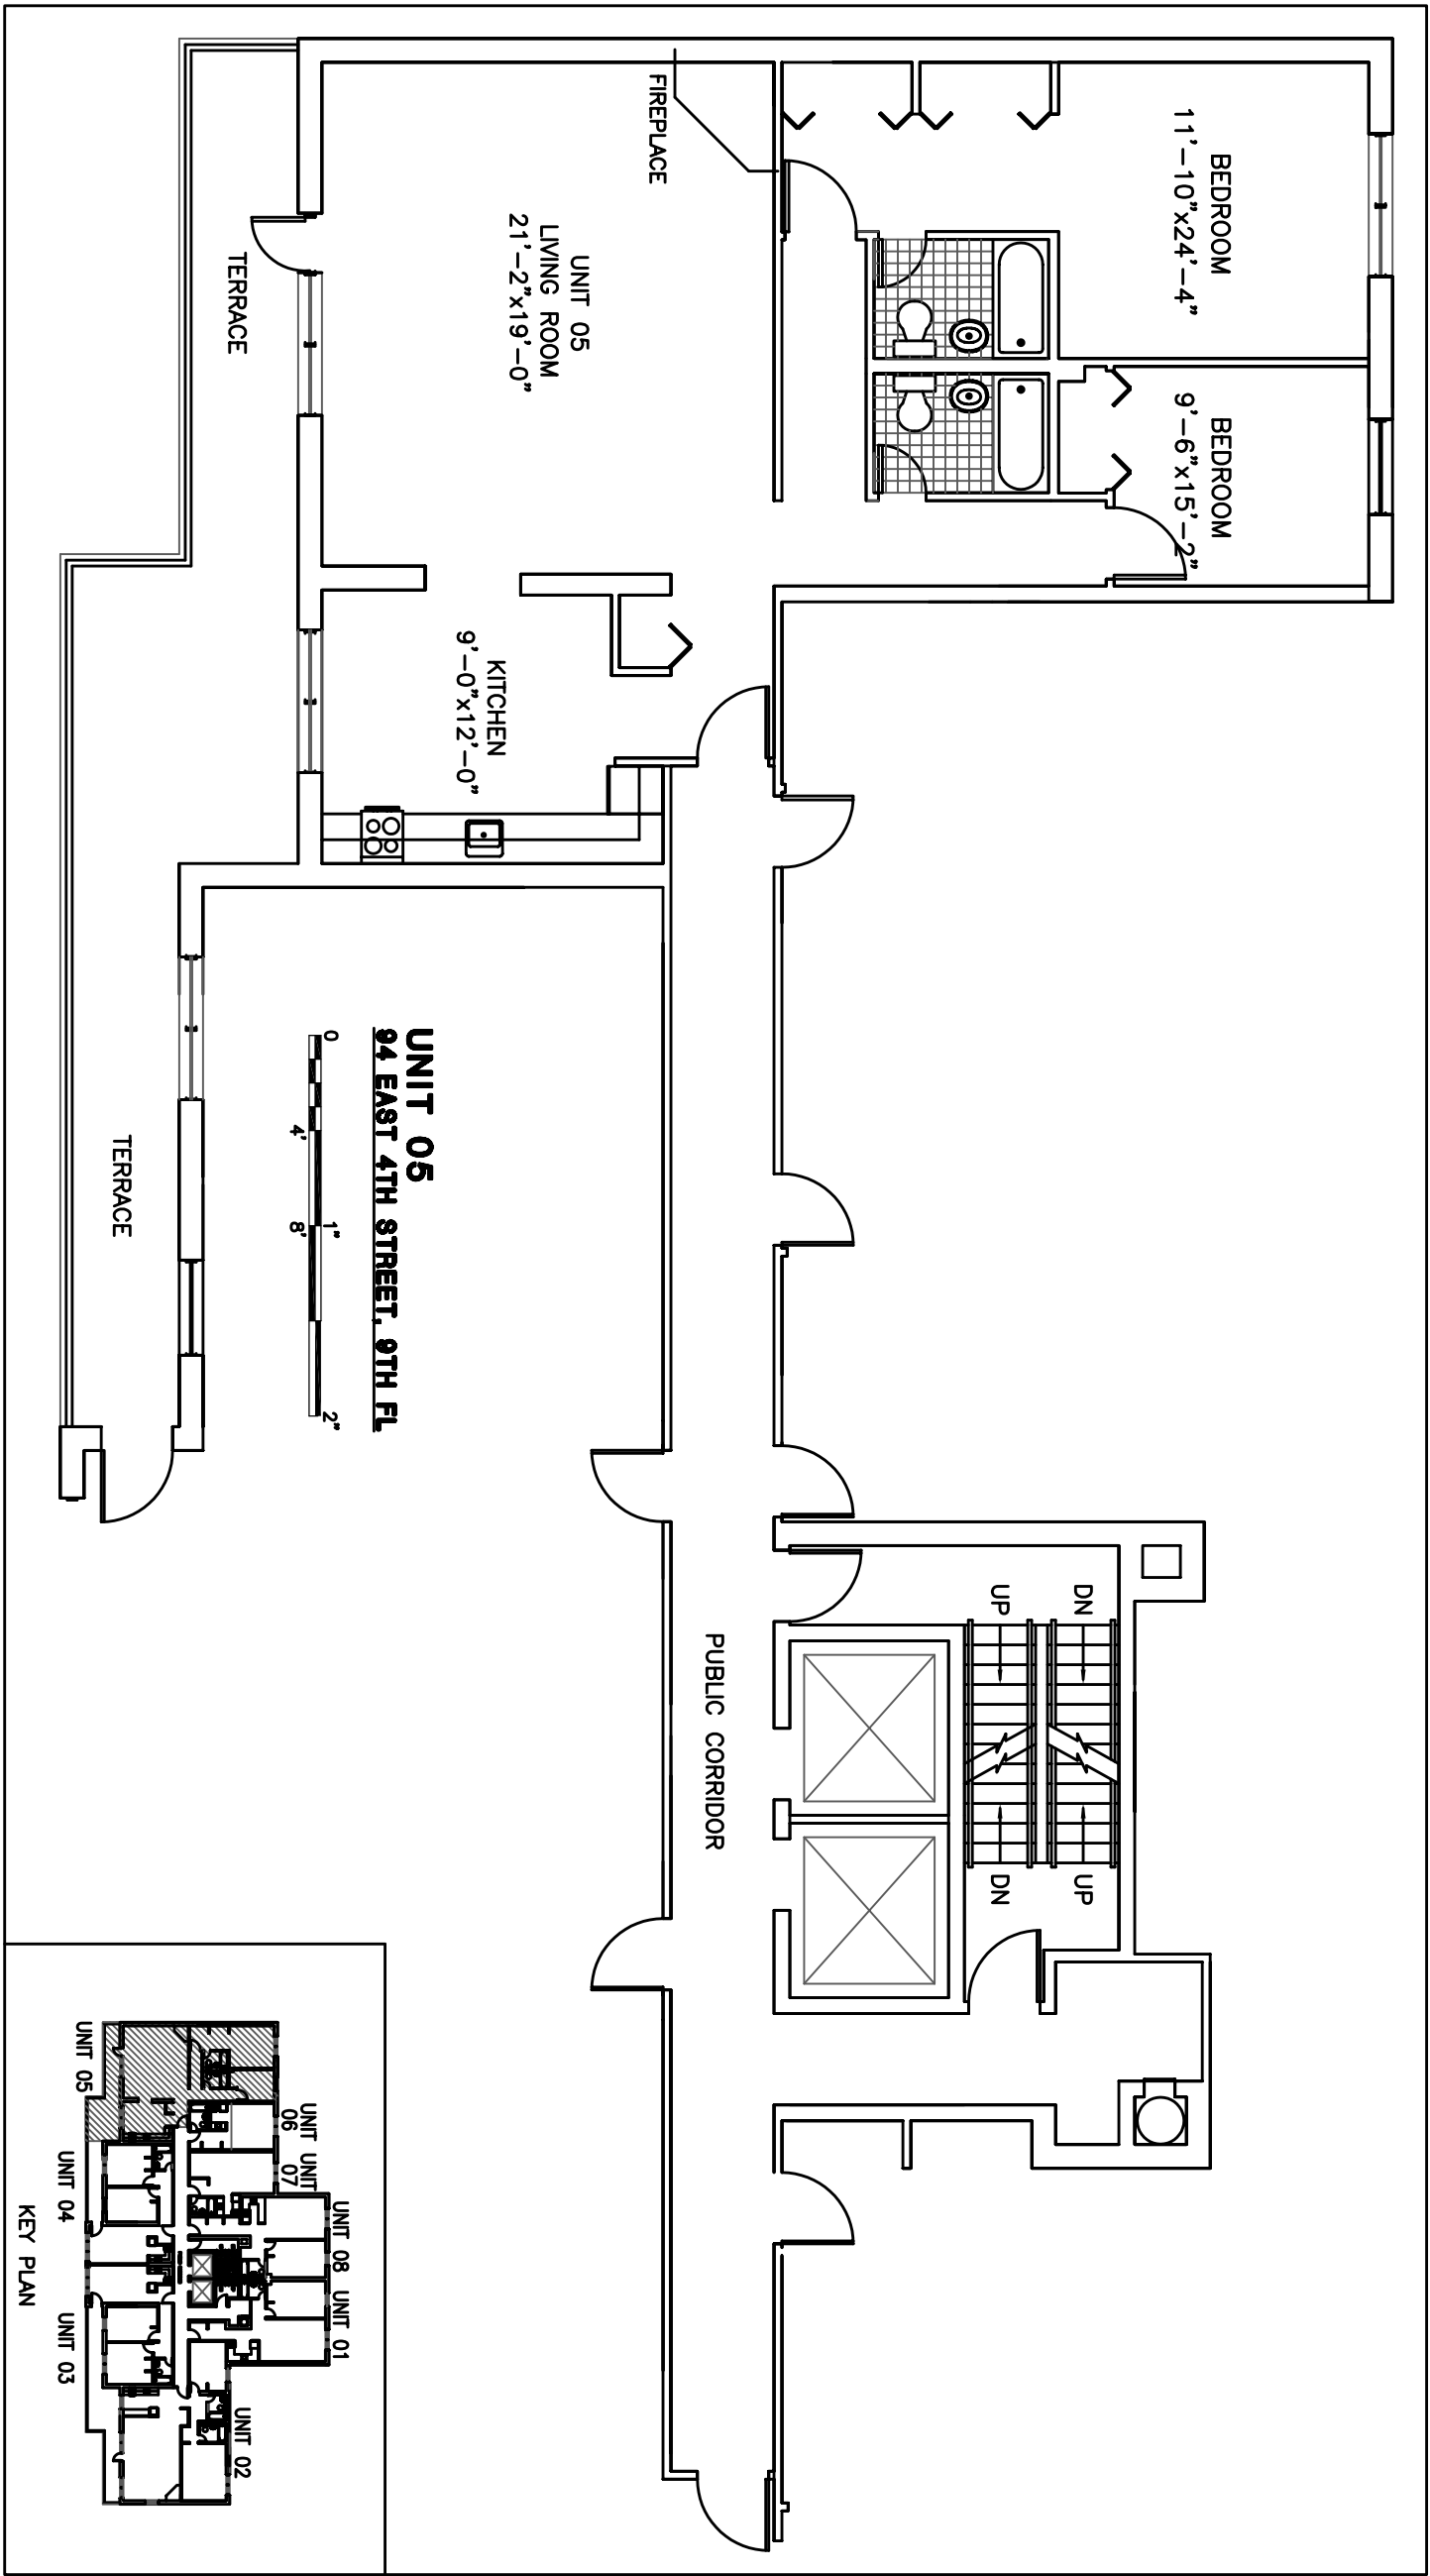 BEDROOM
11'-10"x24'-4"
BEDROOM
9'-6"x15'-2"
FIREPLACE
UNIT 05
LIVING ROOM
21'-2"x19'-0"
KITCHEN
9'-0"x12'-0"
TERRACE
TERRACE
DN
UP
UP
DN
PUBLIC CORRIDOR
UNIT 05
94 EAST 4TH STREET, 9TH FL
0
1"
2"
4'
8'
UNIT 08
UNIT 01
UNIT
06
UNIT
07
UNIT 02
UNIT 05
UNIT 04
UNIT 03
KEY PLAN